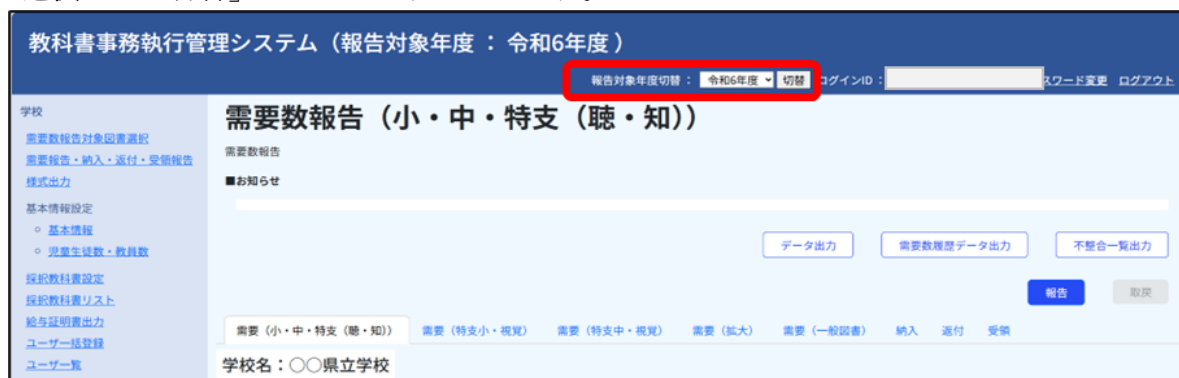 教科書事務執行管理システム（報告対象年度 ： 令和6年度 ）
報告対象年度切替 ： 令和6年度 切替 ログインID ： スワード変更 ログアウト
学校
需要数報告対象図書選択
需要報告・納入・返付・受領報告
様式出力
基本情報設定
基本情報
児童生徒数・教員数
採択教科書設定
採択教科書リスト
給与証明書出力
ユーザー括登録
ユーザ一覧
需要数報告（小・中・特支（聴・知））
需要数報告
■お知らせ
データ出力 需要数履歴データ出力 不整合一覧出力
報告 取戻
需要（小・中・特支（聴・知）） 需要（特支小・視覚） 需要（特支中・視覚） 需要（拡大） 需要（一般図書） 納入 返付 受領
学校名：○○県立学校